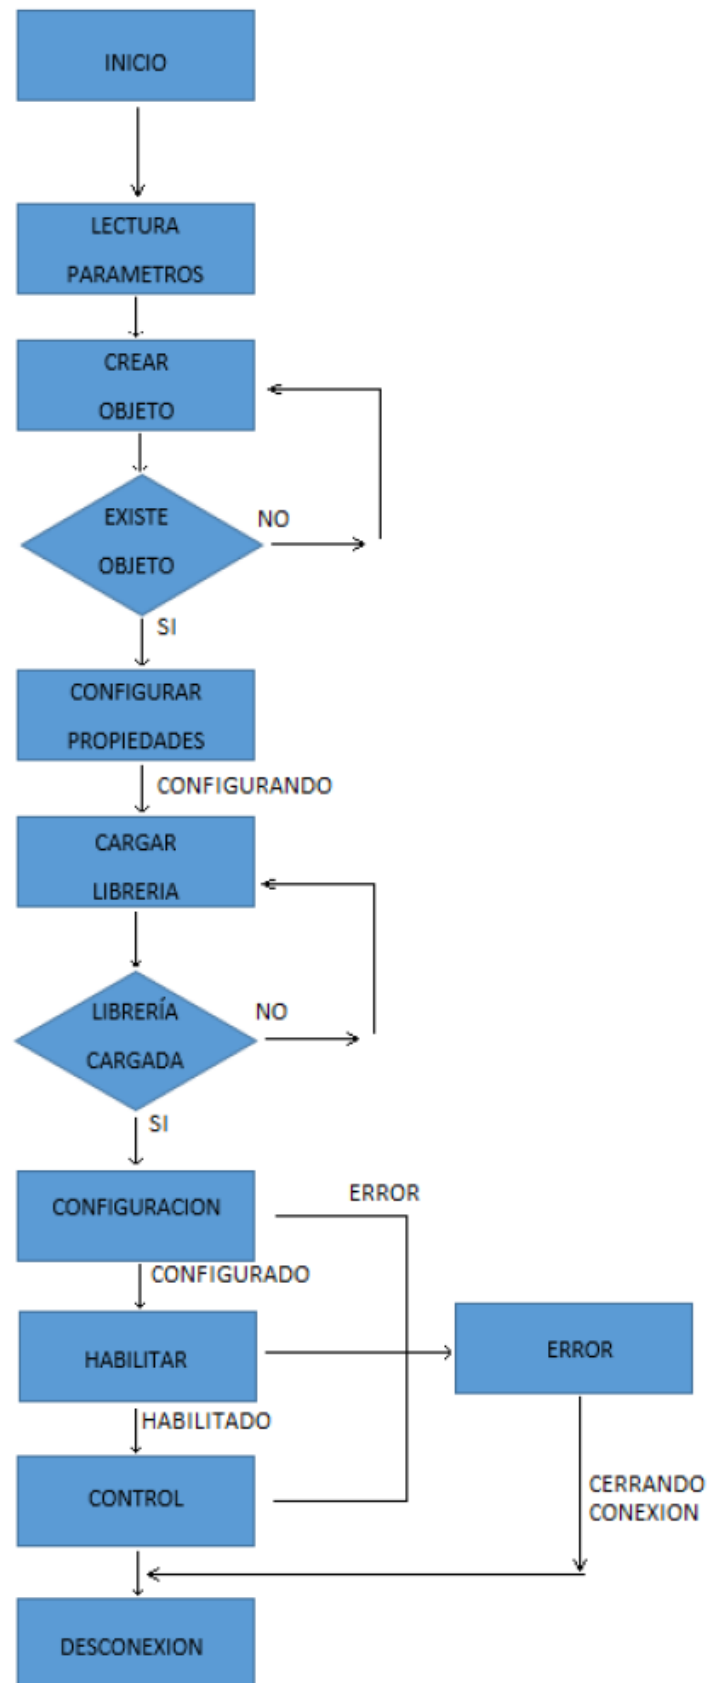 INICIO
LECTURA
PARAMETROS
CREAR
OBJETO
EXISTE
OBJETO
NO
SI
CONFIGURAR
PROPIEDADES
CONFIGURANDO
CARGAR
LIBRERIA
LIBRERÍA
CARGADA
NO
SI
CONFIGURACION
ERROR
CONFIGURADO
HABILITAR
ERROR
HABILITADO
CONTROL
CERRANDO
CONEXION
DESCONEXION